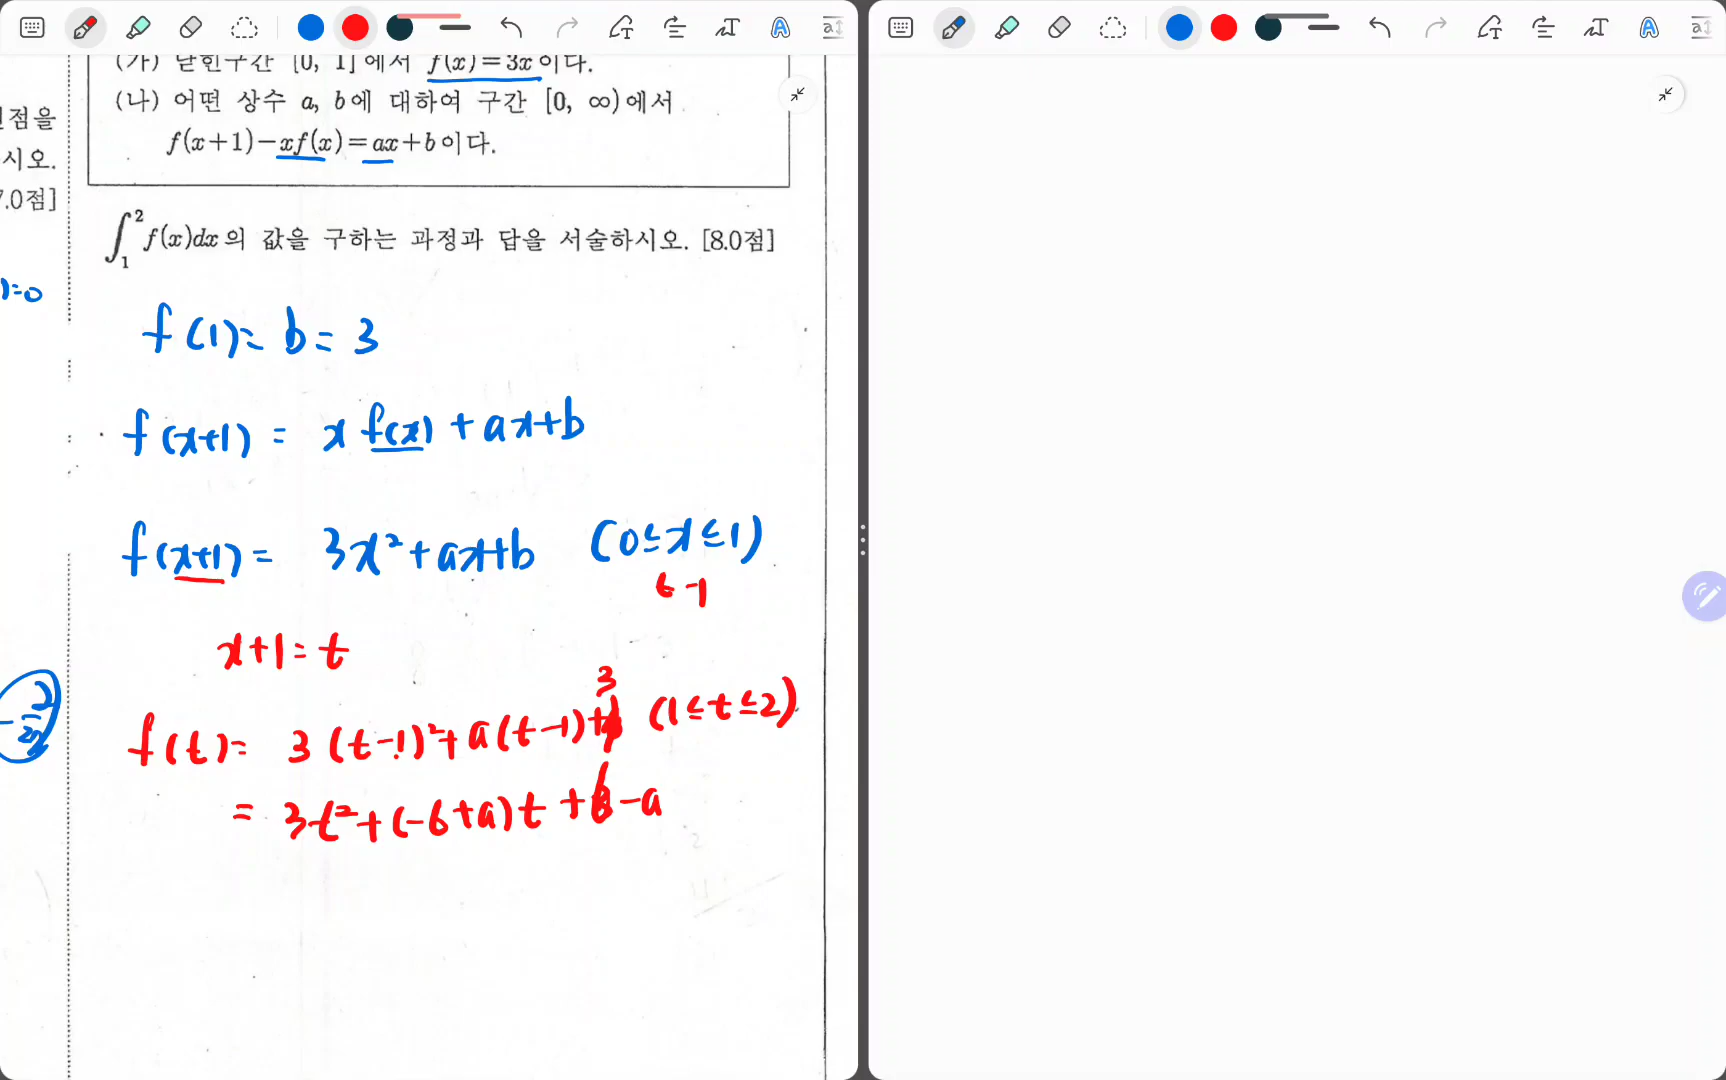 (가) 닫힌구간 [0, 1]에서 f(x)=3x이다.
(나) 어떤 상수 a, b에 대하여 구간 [0, ∞)에서
f(x+1)-xf(x)=ax+b이다.
점을
시오.
7.0점]
∫₁² f(x)dx의 값을 구하는 과정과 답을 서술하시오. [8.0점]
)=0
f(1)= b= 3
f(x+1) = x f(x) + ax+b
f(x+1)= 3x²+ax+b (0≤x≤1)
t-1
x+1= t
3
f(t)= 3(t-1)²+a(t-1)+ (1≤t≤2)
= 3t²+(-6+a)t + 6-a